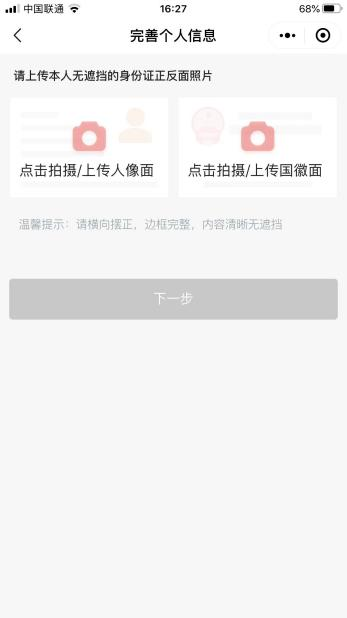 中国联通
16:27
68%
完善个人信息
请上传本人无遮挡的身份证正反面照片
点击拍摄/上传人像面
点击拍摄/上传国徽面
温馨提示：请横向摆正，边框完整，内容清晰无遮挡
下一步